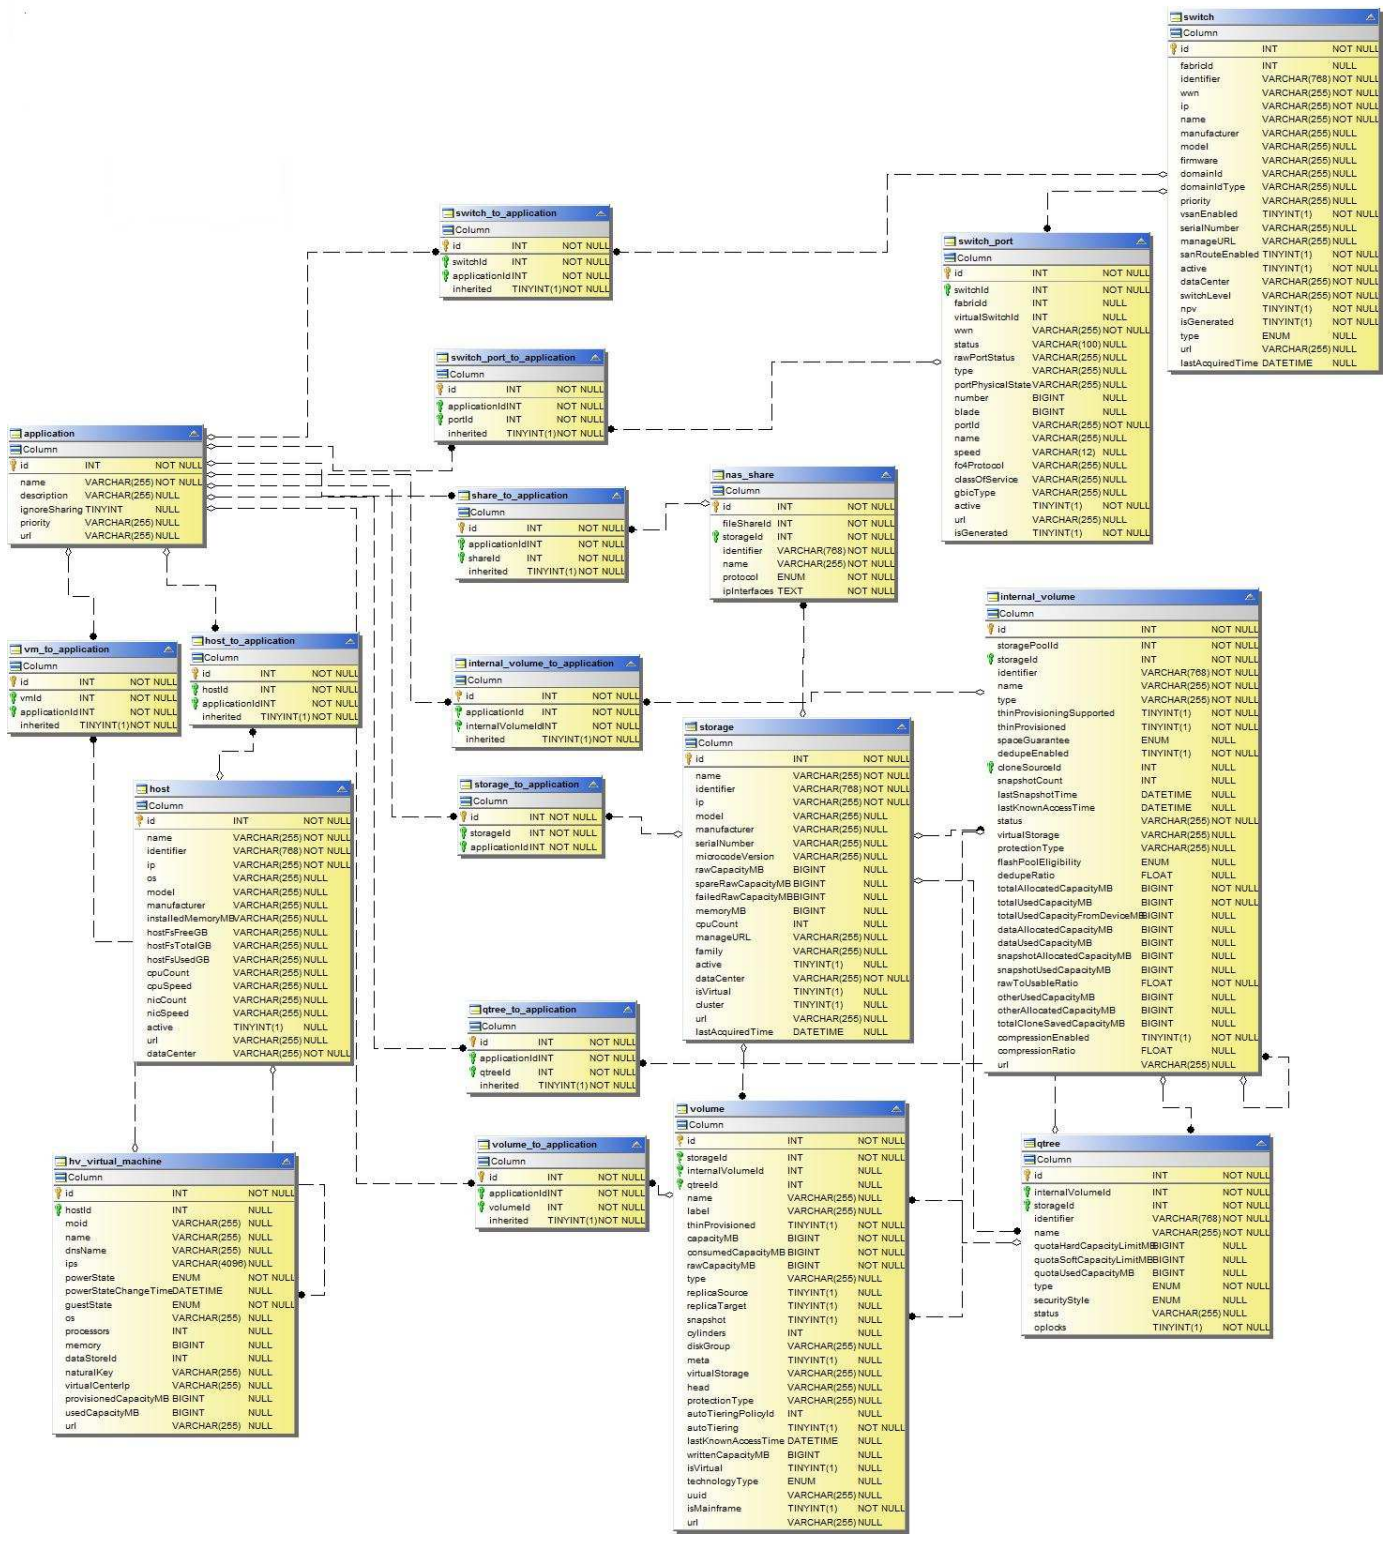 switch
Column
id INT NOT NULL
fabricId INT NULL
identifier VARCHAR(768) NOT NULL
wwn VARCHAR(255) NOT NULL
ip VARCHAR(255) NOT NULL
name VARCHAR(255) NOT NULL
manufacturer VARCHAR(255) NULL
model VARCHAR(255) NULL
firmware VARCHAR(255) NULL
domainId VARCHAR(255) NULL
domainIdType VARCHAR(255) NULL
priority VARCHAR(255) NULL
vsanEnabled TINYINT(1) NOT NULL
serialNumber VARCHAR(255) NULL
manageURL VARCHAR(255) NULL
sanRouteEnabled TINYINT(1) NOT NULL
active TINYINT(1) NOT NULL
dataCenter VARCHAR(255) NOT NULL
switchLevel VARCHAR(255) NOT NULL
npv TINYINT(1) NOT NULL
isGenerated TINYINT(1) NOT NULL
type ENUM NULL
url VARCHAR(255) NULL
lastAcquiredTime DATETIME NULL
switch_to_application
Column
id INT NOT NULL
switchId INT NOT NULL
applicationId INT NOT NULL
inherited TINYINT(1) NOT NULL
switch_port
Column
id INT NOT NULL
switchId INT NOT NULL
fabricId INT NULL
virtualSwitchId INT NULL
wwn VARCHAR(255) NOT NULL
status VARCHAR(100) NULL
rawPortStatus VARCHAR(255) NULL
type VARCHAR(255) NULL
portPhysicalState VARCHAR(255) NULL
number BIGINT NULL
blade BIGINT NULL
portId VARCHAR(255) NOT NULL
name VARCHAR(255) NULL
speed VARCHAR(12) NULL
fc4Protocol VARCHAR(255) NULL
classOfService VARCHAR(255) NULL
gbicType VARCHAR(255) NULL
active TINYINT(1) NOT NULL
url VARCHAR(255) NULL
isGenerated TINYINT(1) NOT NULL
switch_port_to_application
Column
id INT NOT NULL
applicationId INT NOT NULL
portId INT NOT NULL
inherited TINYINT(1) NOT NULL
application
Column
id INT NOT NULL
name VARCHAR(255) NOT NULL
description VARCHAR(255) NULL
ignoreSharing TINYINT NULL
priority VARCHAR(255) NULL
url VARCHAR(255) NULL
share_to_application
Column
id INT NOT NULL
applicationId INT NOT NULL
shareId INT NOT NULL
inherited TINYINT(1) NOT NULL
nas_share
Column
id INT NOT NULL
fileShareId INT NOT NULL
storageId INT NOT NULL
identifier VARCHAR(768) NOT NULL
name VARCHAR(255) NOT NULL
protocol ENUM NOT NULL
ipInterfaces TEXT NOT NULL
internal_volume
Column
id INT NOT NULL
storagePoolId INT NOT NULL
storageId INT NOT NULL
identifier VARCHAR(768) NOT NULL
name VARCHAR(255) NOT NULL
type VARCHAR(255) NOT NULL
thinProvisioningSupported TINYINT(1) NOT NULL
thinProvisioned TINYINT(1) NOT NULL
spaceGuarantee ENUM NULL
dedupeEnabled TINYINT(1) NOT NULL
cloneSourceId INT NULL
snapshotCount INT NULL
lastSnapshotTime DATETIME NULL
lastKnownAccessTime DATETIME NULL
status VARCHAR(255) NOT NULL
virtualStorage VARCHAR(255) NULL
protectionType VARCHAR(255) NULL
flashPoolEligibility ENUM NULL
dedupeRatio FLOAT NULL
totalAllocatedCapacityMB BIGINT NOT NULL
totalUsedCapacityMB BIGINT NOT NULL
totalUsedCapacityFromDeviceMB BIGINT NULL
dataAllocatedCapacityMB BIGINT NULL
dataUsedCapacityMB BIGINT NULL
snapshotAllocatedCapacityMB BIGINT NULL
snapshotUsedCapacityMB BIGINT NULL
rawToUsableRatio FLOAT NOT NULL
otherUsedCapacityMB BIGINT NULL
otherAllocatedCapacityMB BIGINT NULL
totalCloneSavedCapacityMB BIGINT NULL
compressionEnabled TINYINT(1) NOT NULL
compressionRatio FLOAT NULL
url VARCHAR(255) NULL
vm_to_application
Column
id INT NOT NULL
vmId INT NOT NULL
applicationId INT NOT NULL
inherited TINYINT(1) NOT NULL
host_to_application
Column
id INT NOT NULL
hostId INT NOT NULL
applicationId INT NOT NULL
inherited TINYINT(1) NOT NULL
internal_volume_to_application
Column
id INT NOT NULL
applicationId INT NOT NULL
internalVolumeId INT NOT NULL
inherited TINYINT(1) NOT NULL
storage
Column
id INT NOT NULL
name VARCHAR(255) NOT NULL
identifier VARCHAR(768) NOT NULL
ip VARCHAR(255) NOT NULL
model VARCHAR(255) NULL
manufacturer VARCHAR(255) NULL
serialNumber VARCHAR(255) NULL
microcodeVersion VARCHAR(255) NULL
rawCapacityMB BIGINT NULL
spareRawCapacityMB BIGINT NULL
failedRawCapacityMB BIGINT NULL
memoryMB BIGINT NULL
cpuCount INT NULL
manageURL VARCHAR(255) NULL
family VARCHAR(255) NULL
active TINYINT(1) NULL
dataCenter VARCHAR(255) NOT NULL
isVirtual TINYINT(1) NULL
cluster TINYINT(1) NULL
url VARCHAR(255) NULL
lastAcquiredTime DATETIME NULL
storage_to_application
Column
id INT NOT NULL
storageId INT NOT NULL
applicationId INT NOT NULL
host
Column
id INT NOT NULL
name VARCHAR(255) NOT NULL
identifier VARCHAR(768) NOT NULL
ip VARCHAR(255) NOT NULL
os VARCHAR(255) NULL
model VARCHAR(255) NULL
manufacturer VARCHAR(255) NULL
installedMemoryMB VARCHAR(255) NULL
hostFsFreeGB VARCHAR(255) NULL
hostFsTotalGB VARCHAR(255) NULL
hostFsUsedGB VARCHAR(255) NULL
cpuCount VARCHAR(255) NULL
cpuSpeed VARCHAR(255) NULL
nicCount VARCHAR(255) NULL
nicSpeed VARCHAR(255) NULL
active TINYINT(1) NULL
url VARCHAR(255) NULL
dataCenter VARCHAR(255) NOT NULL
qtree_to_application
Column
id INT NOT NULL
applicationId INT NOT NULL
qtreeId INT NOT NULL
inherited TINYINT(1) NOT NULL
volume
Column
id INT NOT NULL
storageId INT NOT NULL
internalVolumeId INT NULL
qtreeId INT NULL
name VARCHAR(255) NULL
label VARCHAR(255) NULL
thinProvisioned TINYINT(1) NOT NULL
capacityMB BIGINT NOT NULL
consumedCapacityMB BIGINT NOT NULL
rawCapacityMB BIGINT NOT NULL
type VARCHAR(255) NULL
replicaSource TINYINT(1) NULL
replicaTarget TINYINT(1) NULL
snapshot TINYINT(1) NULL
cylinders INT NULL
diskGroup VARCHAR(255) NULL
meta TINYINT(1) NULL
virtualStorage VARCHAR(255) NULL
head VARCHAR(255) NULL
protectionType VARCHAR(255) NULL
autoTieringPolicyId INT NULL
autoTiering TINYINT(1) NOT NULL
lastKnownAccessTime DATETIME NULL
writtenCapacityMB BIGINT NULL
isVirtual TINYINT(1) NULL
technologyType ENUM NULL
uuid VARCHAR(255) NULL
isMainframe TINYINT(1) NOT NULL
url VARCHAR(255) NULL
volume_to_application
Column
id INT NOT NULL
applicationId INT NOT NULL
volumeId INT NOT NULL
inherited TINYINT(1) NOT NULL
qtree
Column
id INT NOT NULL
internalVolumeId INT NOT NULL
storageId INT NOT NULL
identifier VARCHAR(768) NOT NULL
name VARCHAR(255) NOT NULL
quotaHardCapacityLimitMB BIGINT NULL
quotaSoftCapacityLimitMB BIGINT NULL
quotaUsedCapacityMB BIGINT NULL
type ENUM NOT NULL
securityStyle ENUM NULL
status VARCHAR(255) NULL
oplocks TINYINT(1) NOT NULL
hv_virtual_machine
Column
id INT NOT NULL
hostId INT NULL
moid VARCHAR(255) NULL
name VARCHAR(255) NULL
dnsName VARCHAR(255) NULL
ips VARCHAR(4096) NULL
powerState ENUM NOT NULL
powerStateChangeTime DATETIME NULL
guestState ENUM NOT NULL
os VARCHAR(255) NULL
processors INT NULL
memory BIGINT NULL
dataStoreId INT NULL
naturalKey VARCHAR(255) NULL
virtualCenterIp VARCHAR(255) NULL
provisionedCapacityMB BIGINT NULL
usedCapacityMB BIGINT NULL
url VARCHAR(255) NULL